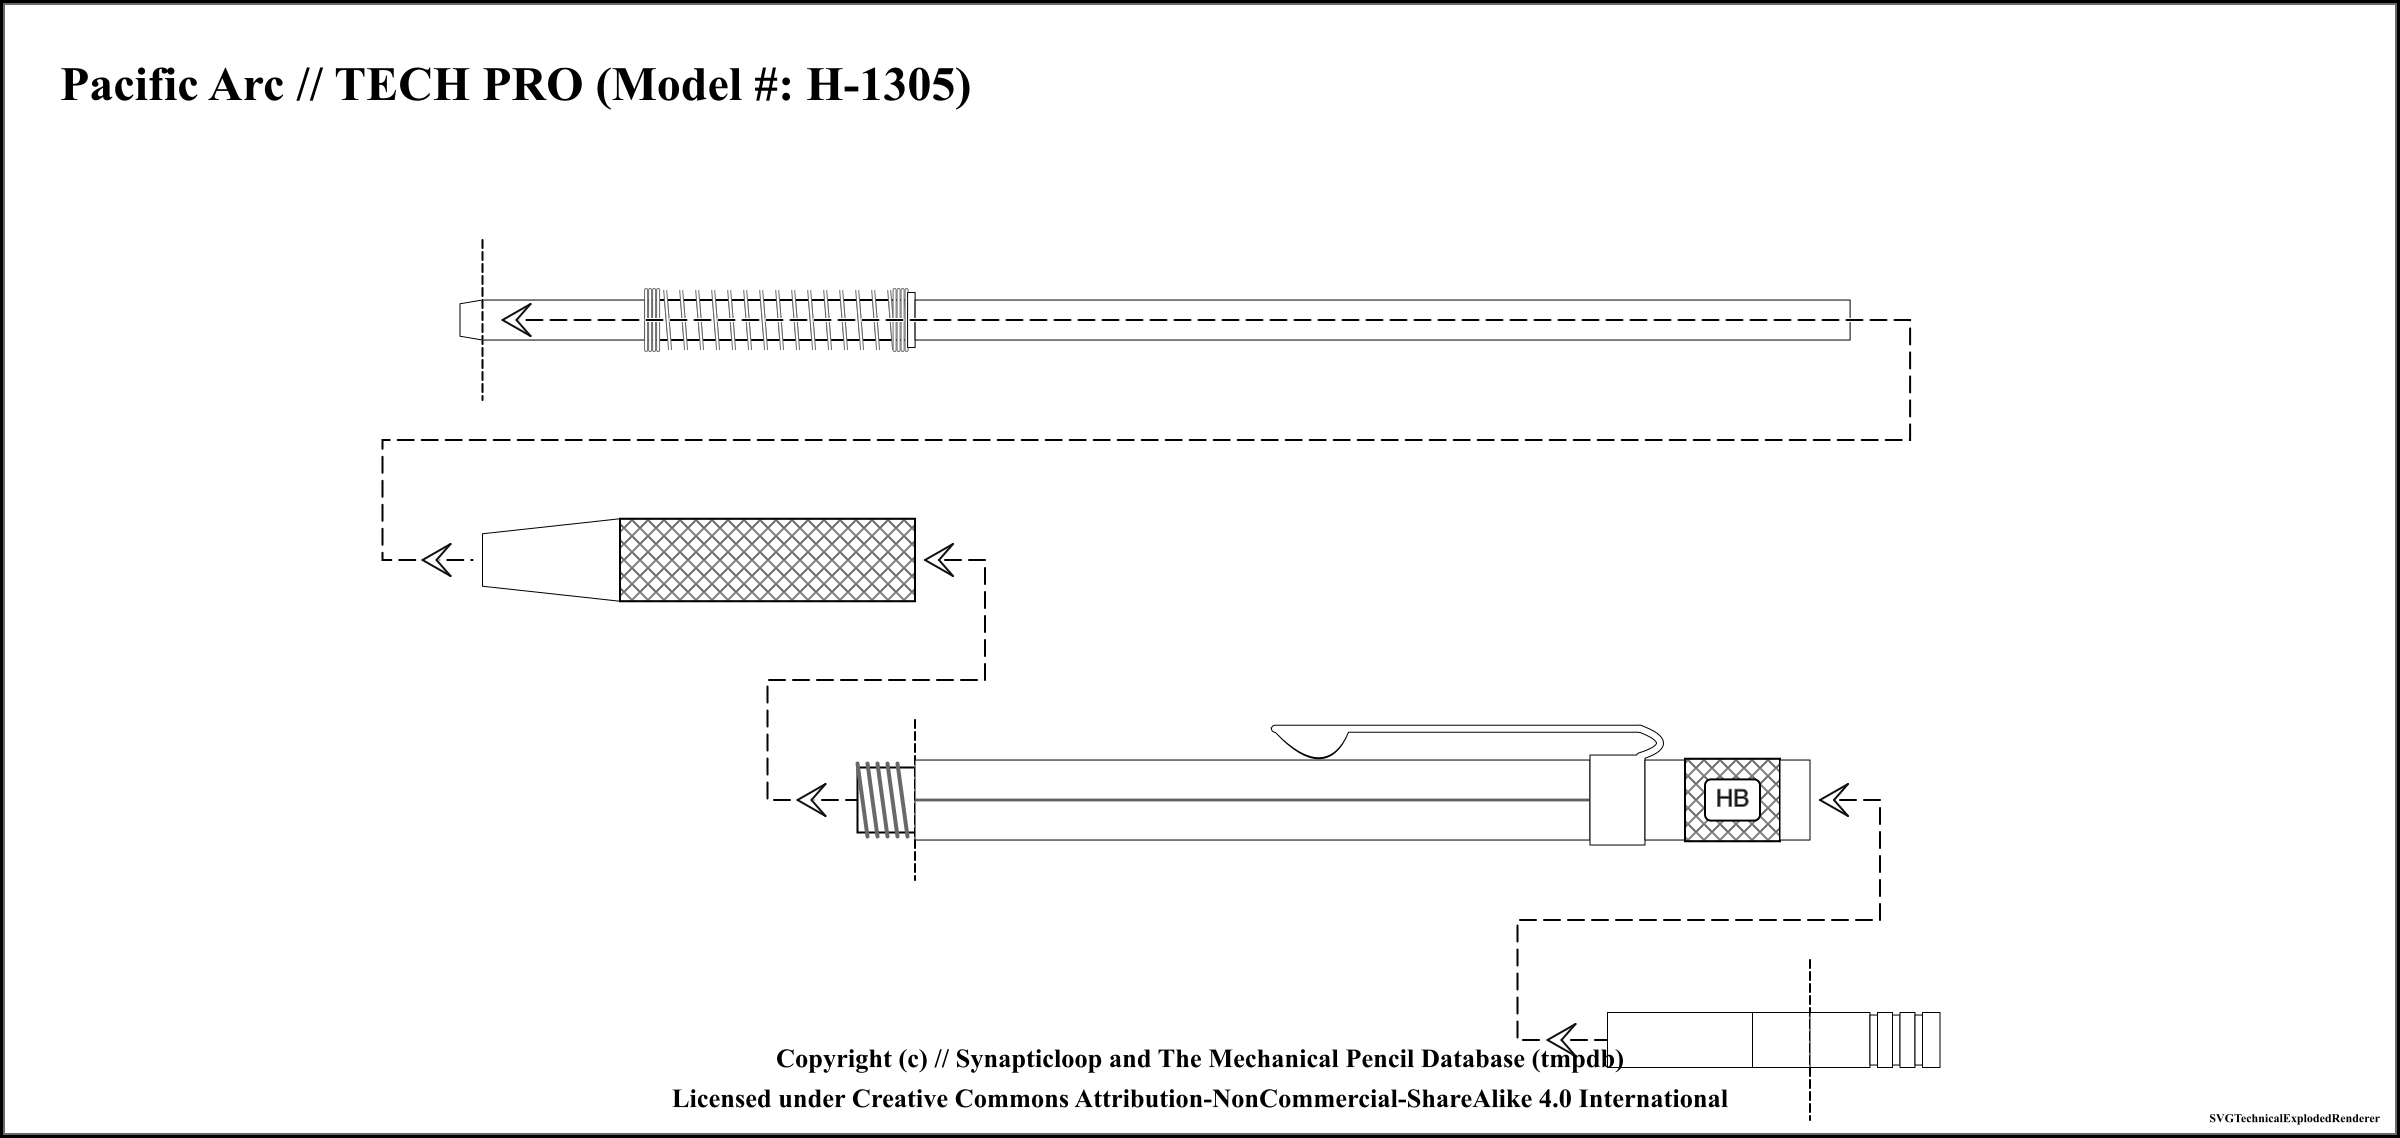 Pacific Arc // TECH PRO (Model #: H-1305)
HB
Copyright (c) // Synapticloop and The Mechanical Pencil Database (tmpdb)
Licensed under Creative Commons Attribution-NonCommercial-ShareAlike 4.0 International
SVGTechnicalExplodedRenderer